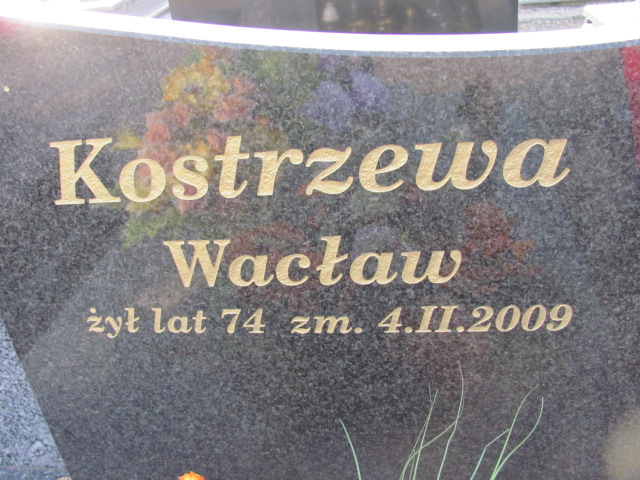 Kostrzewa
Wacław
żył lat 74 zm. 4.II.2009